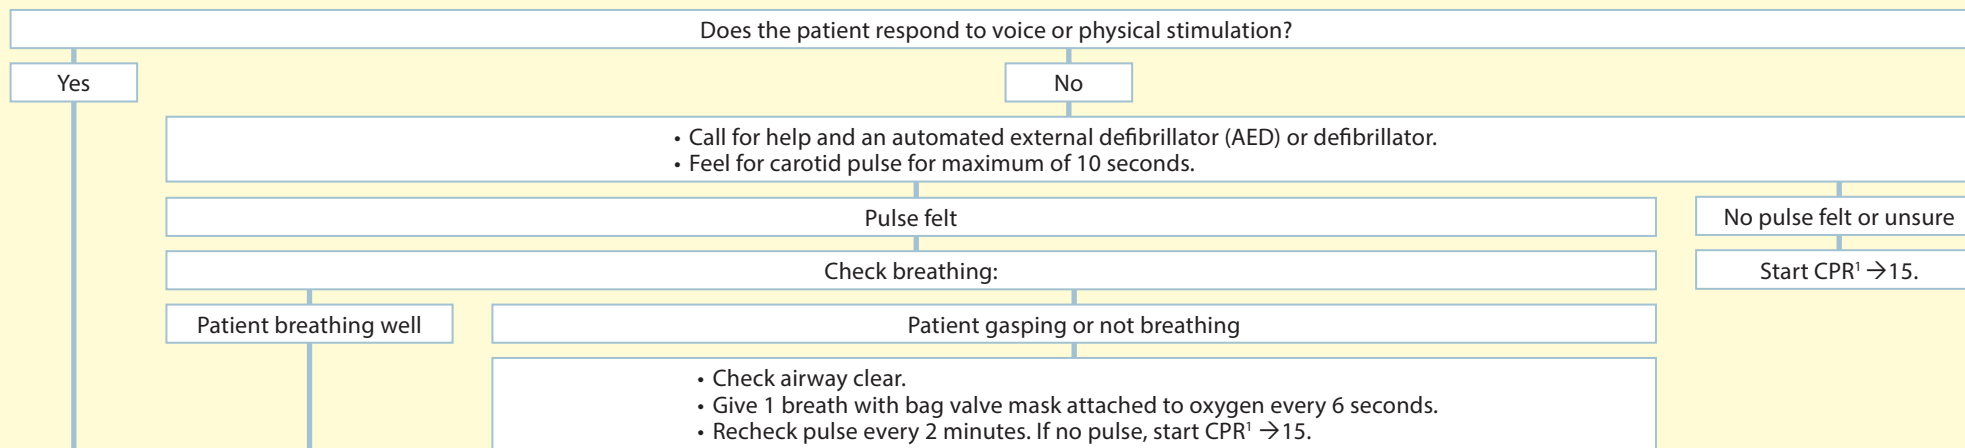 Does the patient respond to voice or physical stimulation?
Yes
No
• Call for help and an automated external defibrillator (AED) or defibrillator.
• Feel for carotid pulse for maximum of 10 seconds.
Pulse felt
No pulse felt or unsure
Check breathing:
Start CPR¹ →15.
Patient breathing well
Patient gasping or not breathing
• Check airway clear.
• Give 1 breath with bag valve mask attached to oxygen every 6 seconds.
• Recheck pulse every 2 minutes. If no pulse, start CPR¹ →15.